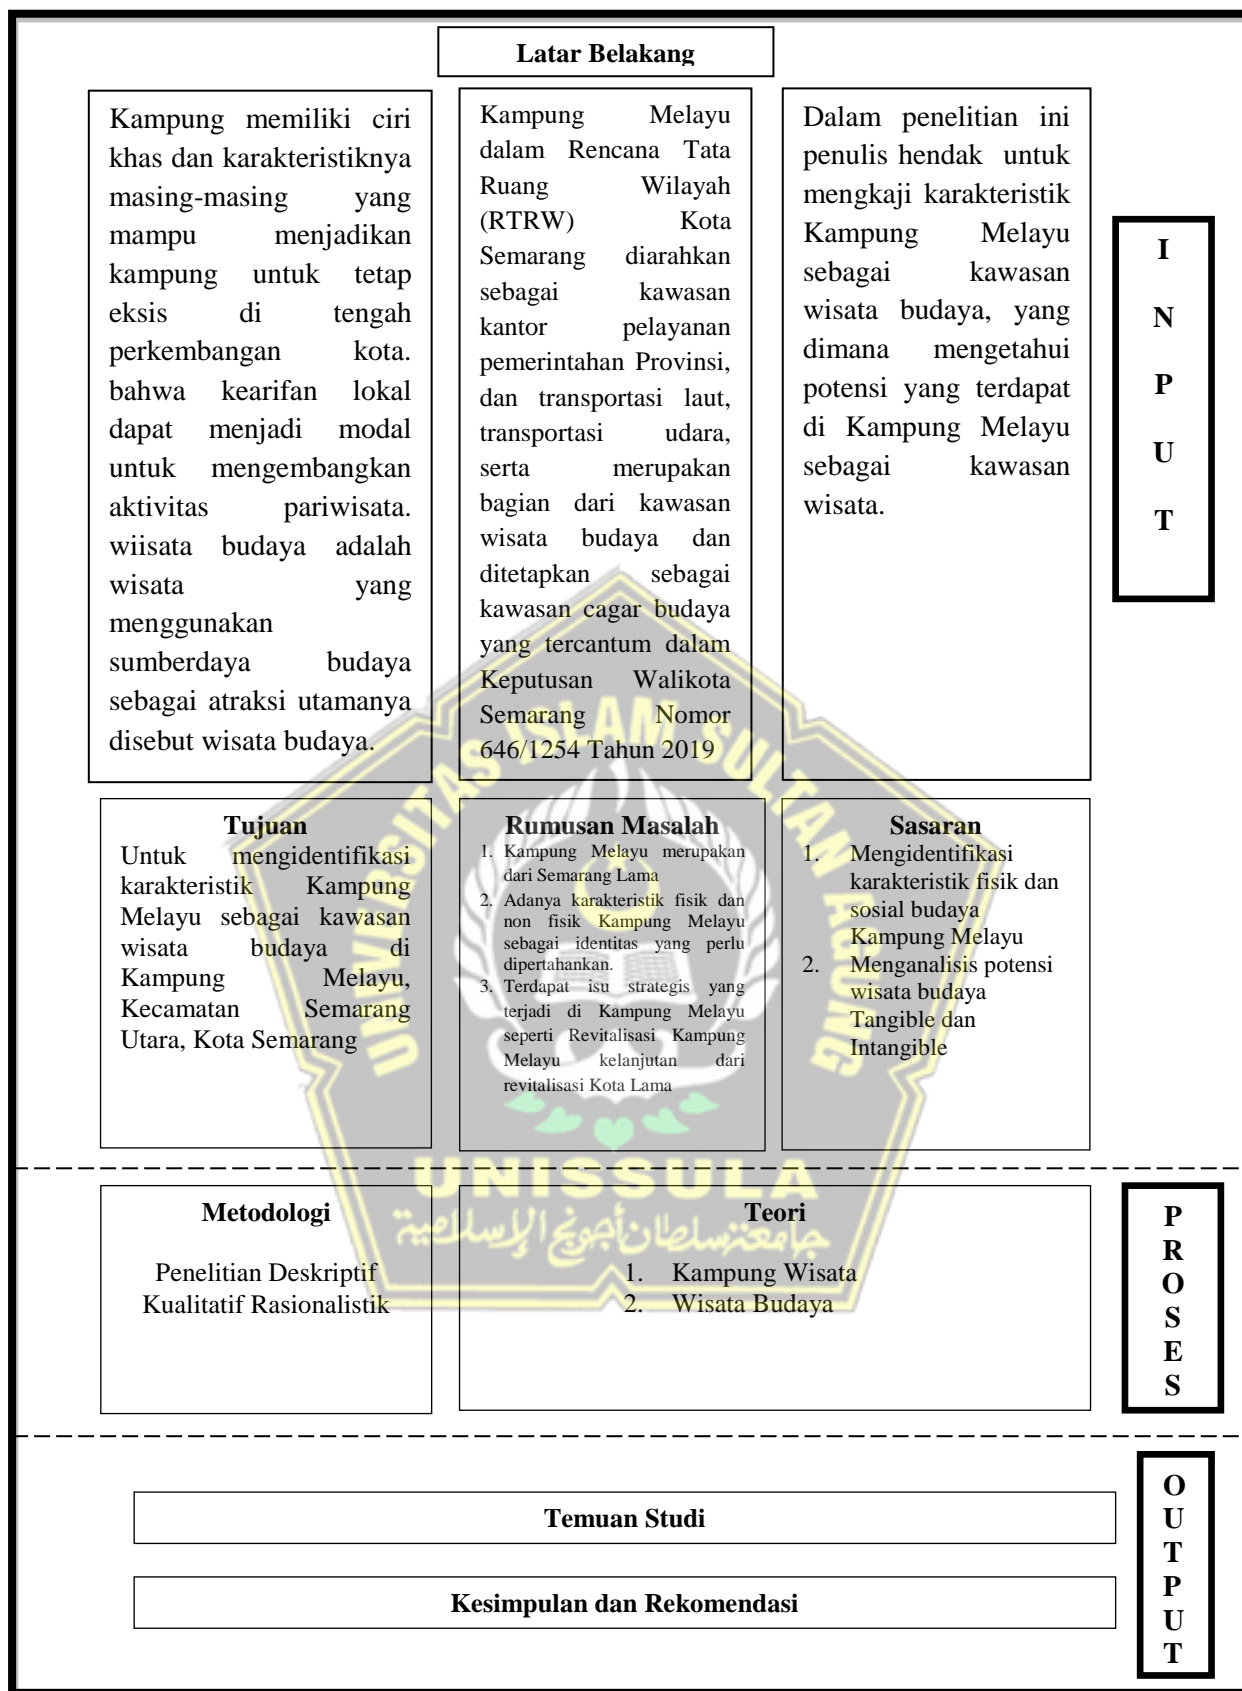 Latar Belakang
Kampung memiliki ciri
khas dan karakteristiknya
masing-masing yang
mampu menjadikan
kampung untuk tetap
eksis di tengah
perkembangan kota.
bahwa kearifan lokal
dapat menjadi modal
untuk mengembangkan
aktivitas pariwisata.
wiisata budaya adalah
wisata yang
menggunakan
sumberdaya budaya
sebagai atraksi utamanya
disebut wisata budaya.
Kampung Melayu
dalam Rencana Tata
Ruang Wilayah
(RTRW) Kota
Semarang diarahkan
sebagai kawasan
kantor pelayanan
pemerintahan Provinsi,
dan transportasi laut,
transportasi udara,
serta merupakan
bagian dari kawasan
wisata budaya dan
ditetapkan sebagai
kawasan cagar budaya
yang tercantum dalam
Keputusan Walikota
Semarang Nomor
646/1254 Tahun 2019
Dalam penelitian ini
penulis hendak untuk
mengkaji karakteristik
Kampung Melayu
sebagai kawasan
wisata budaya, yang
dimana mengetahui
potensi yang terdapat
di Kampung Melayu
sebagai kawasan
wisata.
I
N
P
U
T
Tujuan
Untuk mengidentifikasi
karakteristik Kampung
Melayu sebagai kawasan
wisata budaya di
Kampung Melayu,
Kecamatan Semarang
Utara, Kota Semarang
Rumusan Masalah
1. Kampung Melayu merupakan
dari Semarang Lama
2. Adanya karakteristik fisik dan
non fisik Kampung Melayu
sebagai identitas yang perlu
dipertahankan.
3. Terdapat isu strategis yang
terjadi di Kampung Melayu
seperti Revitalisasi Kampung
Melayu kelanjutan dari
revitalisasi Kota Lama
Sasaran
1. Mengidentifikasi
karakteristik fisik dan
sosial budaya
Kampung Melayu
2. Menganalisis potensi
wisata budaya
Tangible dan
Intangible
UNIVERSITAS ISLAM SULTAN AGUNG
UNISSULA
جامعة سلطان أجونج الإسلامية
Metodologi
Penelitian Deskriptif
Kualitatif Rasionalistik
Teori
1. Kampung Wisata
2. Wisata Budaya
P
R
O
S
E
S
Temuan Studi
Kesimpulan dan Rekomendasi
O
U
T
P
U
T